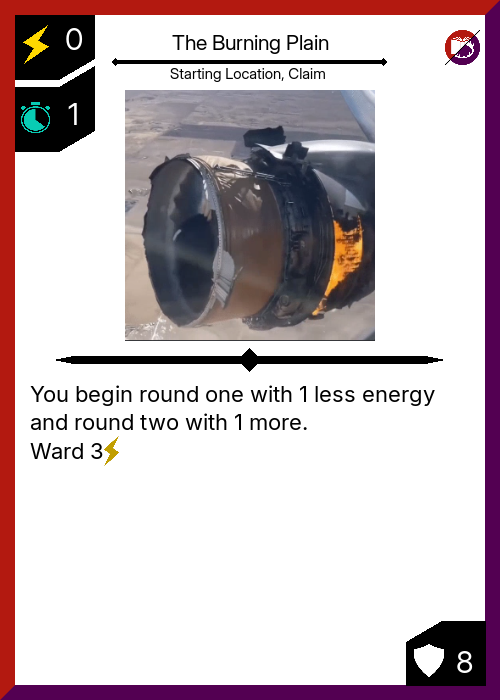 0
The Burning Plain
Starting Location, Claim
1
You begin round one with 1 less energy
and round two with 1 more.
Ward 3
8